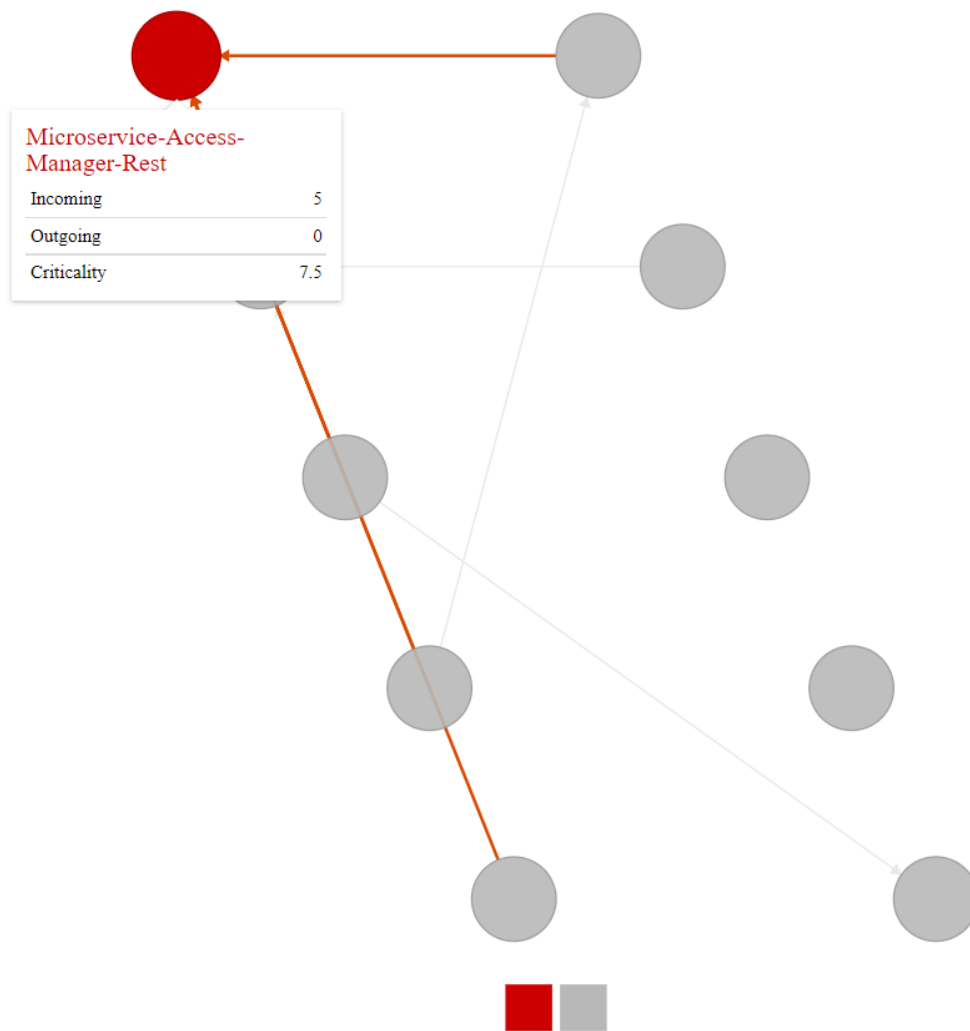 Microservice-Access-
Manager-Rest
Incoming 5
Outgoing 0
Criticality 7.5